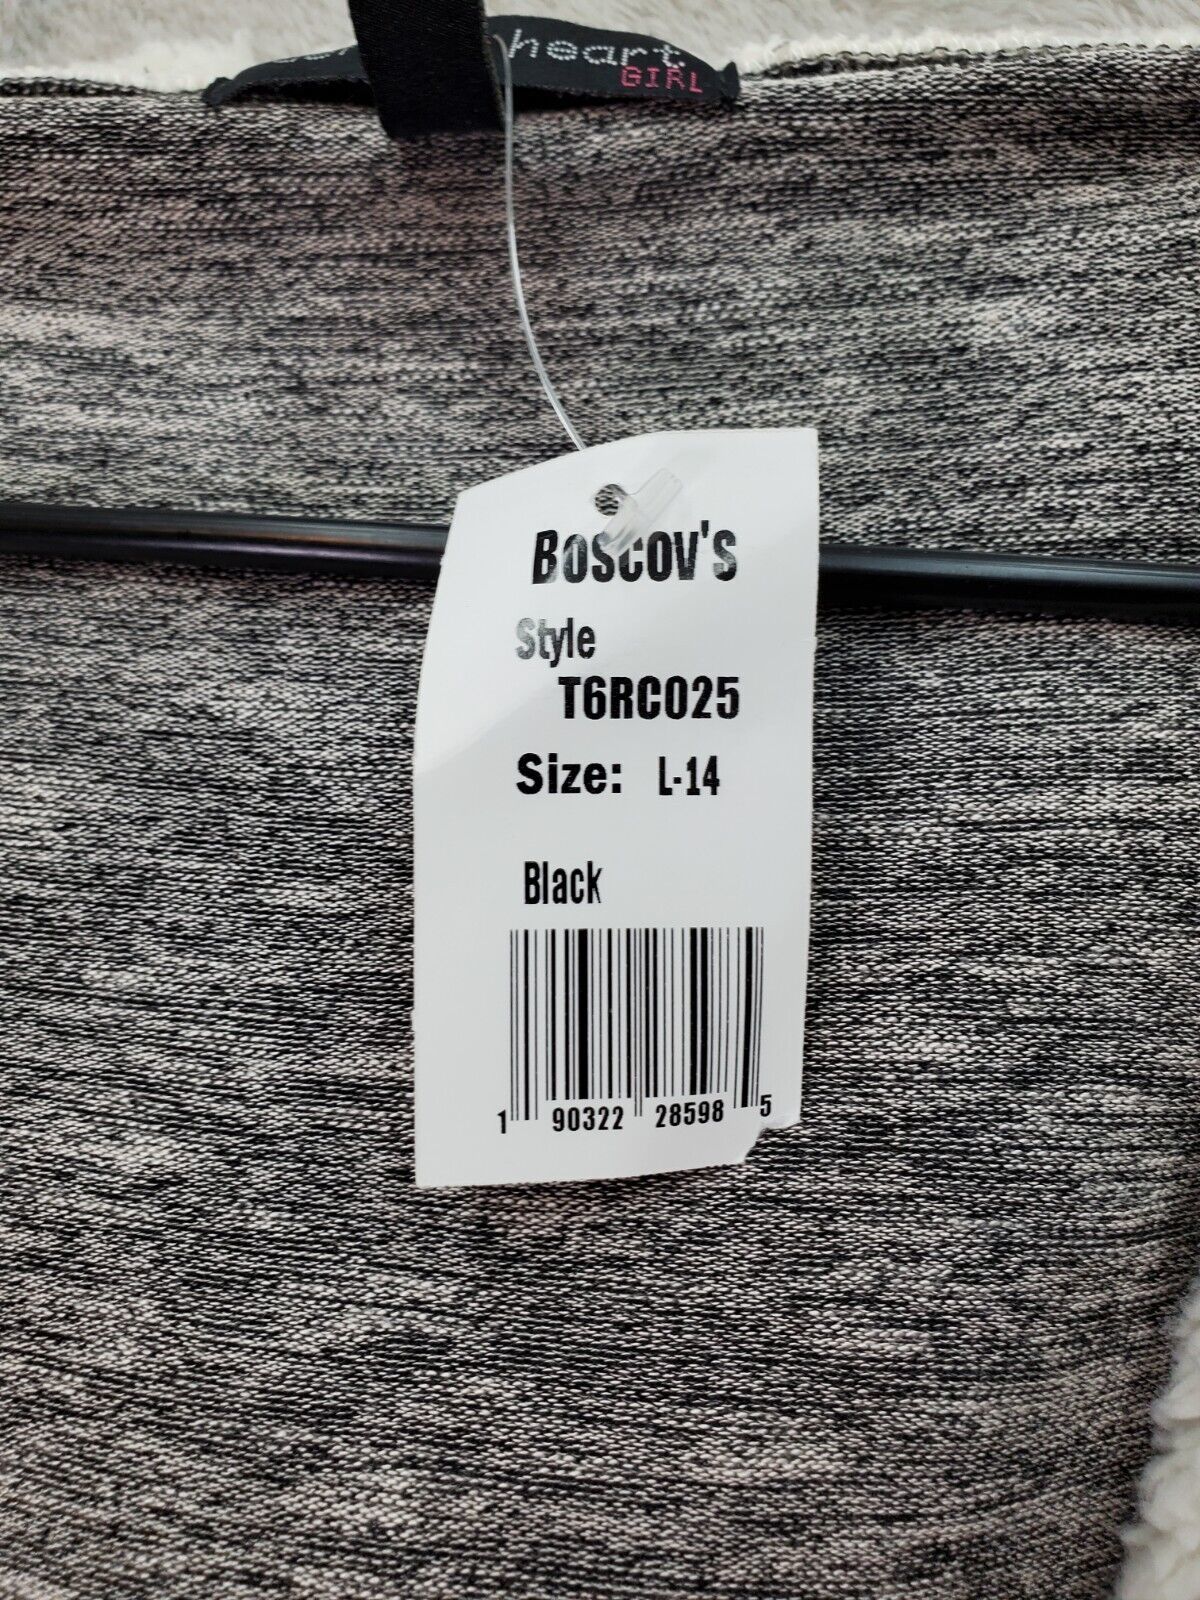 heart
GIRL
Boscov's
Style
T6RC025
Size: L-14
Black
1 90322 28598 5